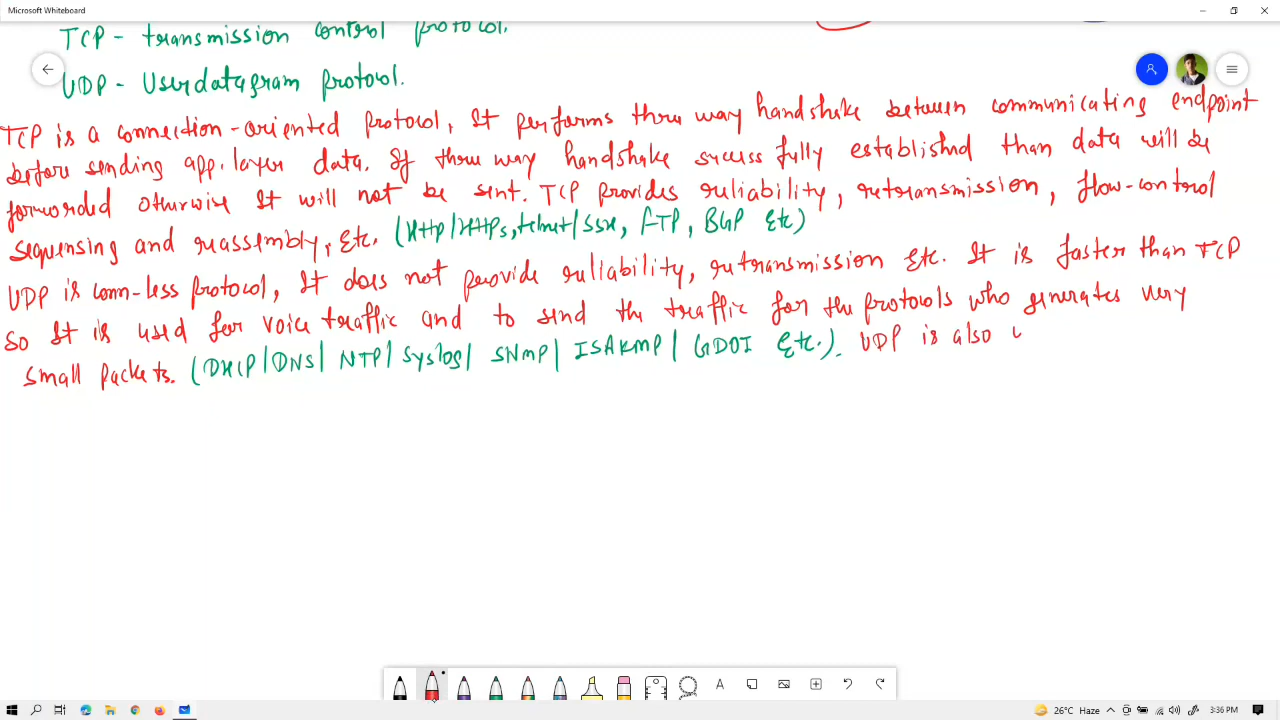 Microsoft Whiteboard
TCP - transmission control protocol.
UDP - Userdatagram protocol.
TCP is a connection-oriented protocol, It performs three way handshake between communicating endpoint
before sending app. layer data. If three way handshake successfully established than data will be
forworded otherwise It will not be sent. TCP provides reliability, retransmission, flow-control
sequencing and reassembly, Etc. (Http/HTTPs, telnet/SSH, FTP, BGP Etc)
UDP is conn-less protocol, It does not provide reliability, retransmission Etc. It is faster than TCP
So It is used for voice traffic and to send the traffic for the protocols who generates very
small packets. (DHCP|DNS| NTP| Syslog| SNMP| ISAKMP| GDOI Etc.). UDP is also
26°C Haze
3:36 PM